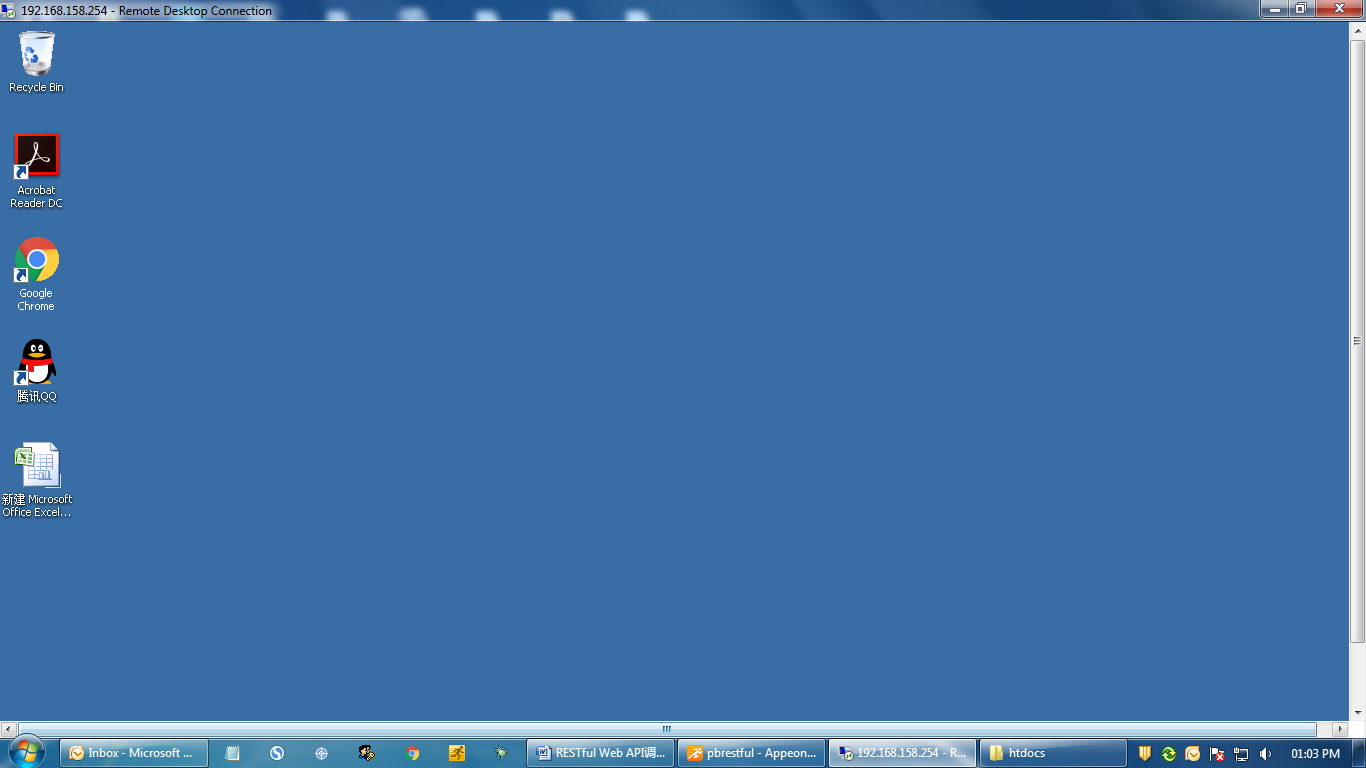 192.168.158.254 - Remote Desktop Connection
Recycle Bin
Acrobat
Reader DC
Google
Chrome
腾讯QQ
新建 Microsoft
Office Excel...
Inbox - Microsoft ...
RESTful Web API调...
pbrestful - Appeon...
192.168.158.254 - R...
htdocs
01:03 PM